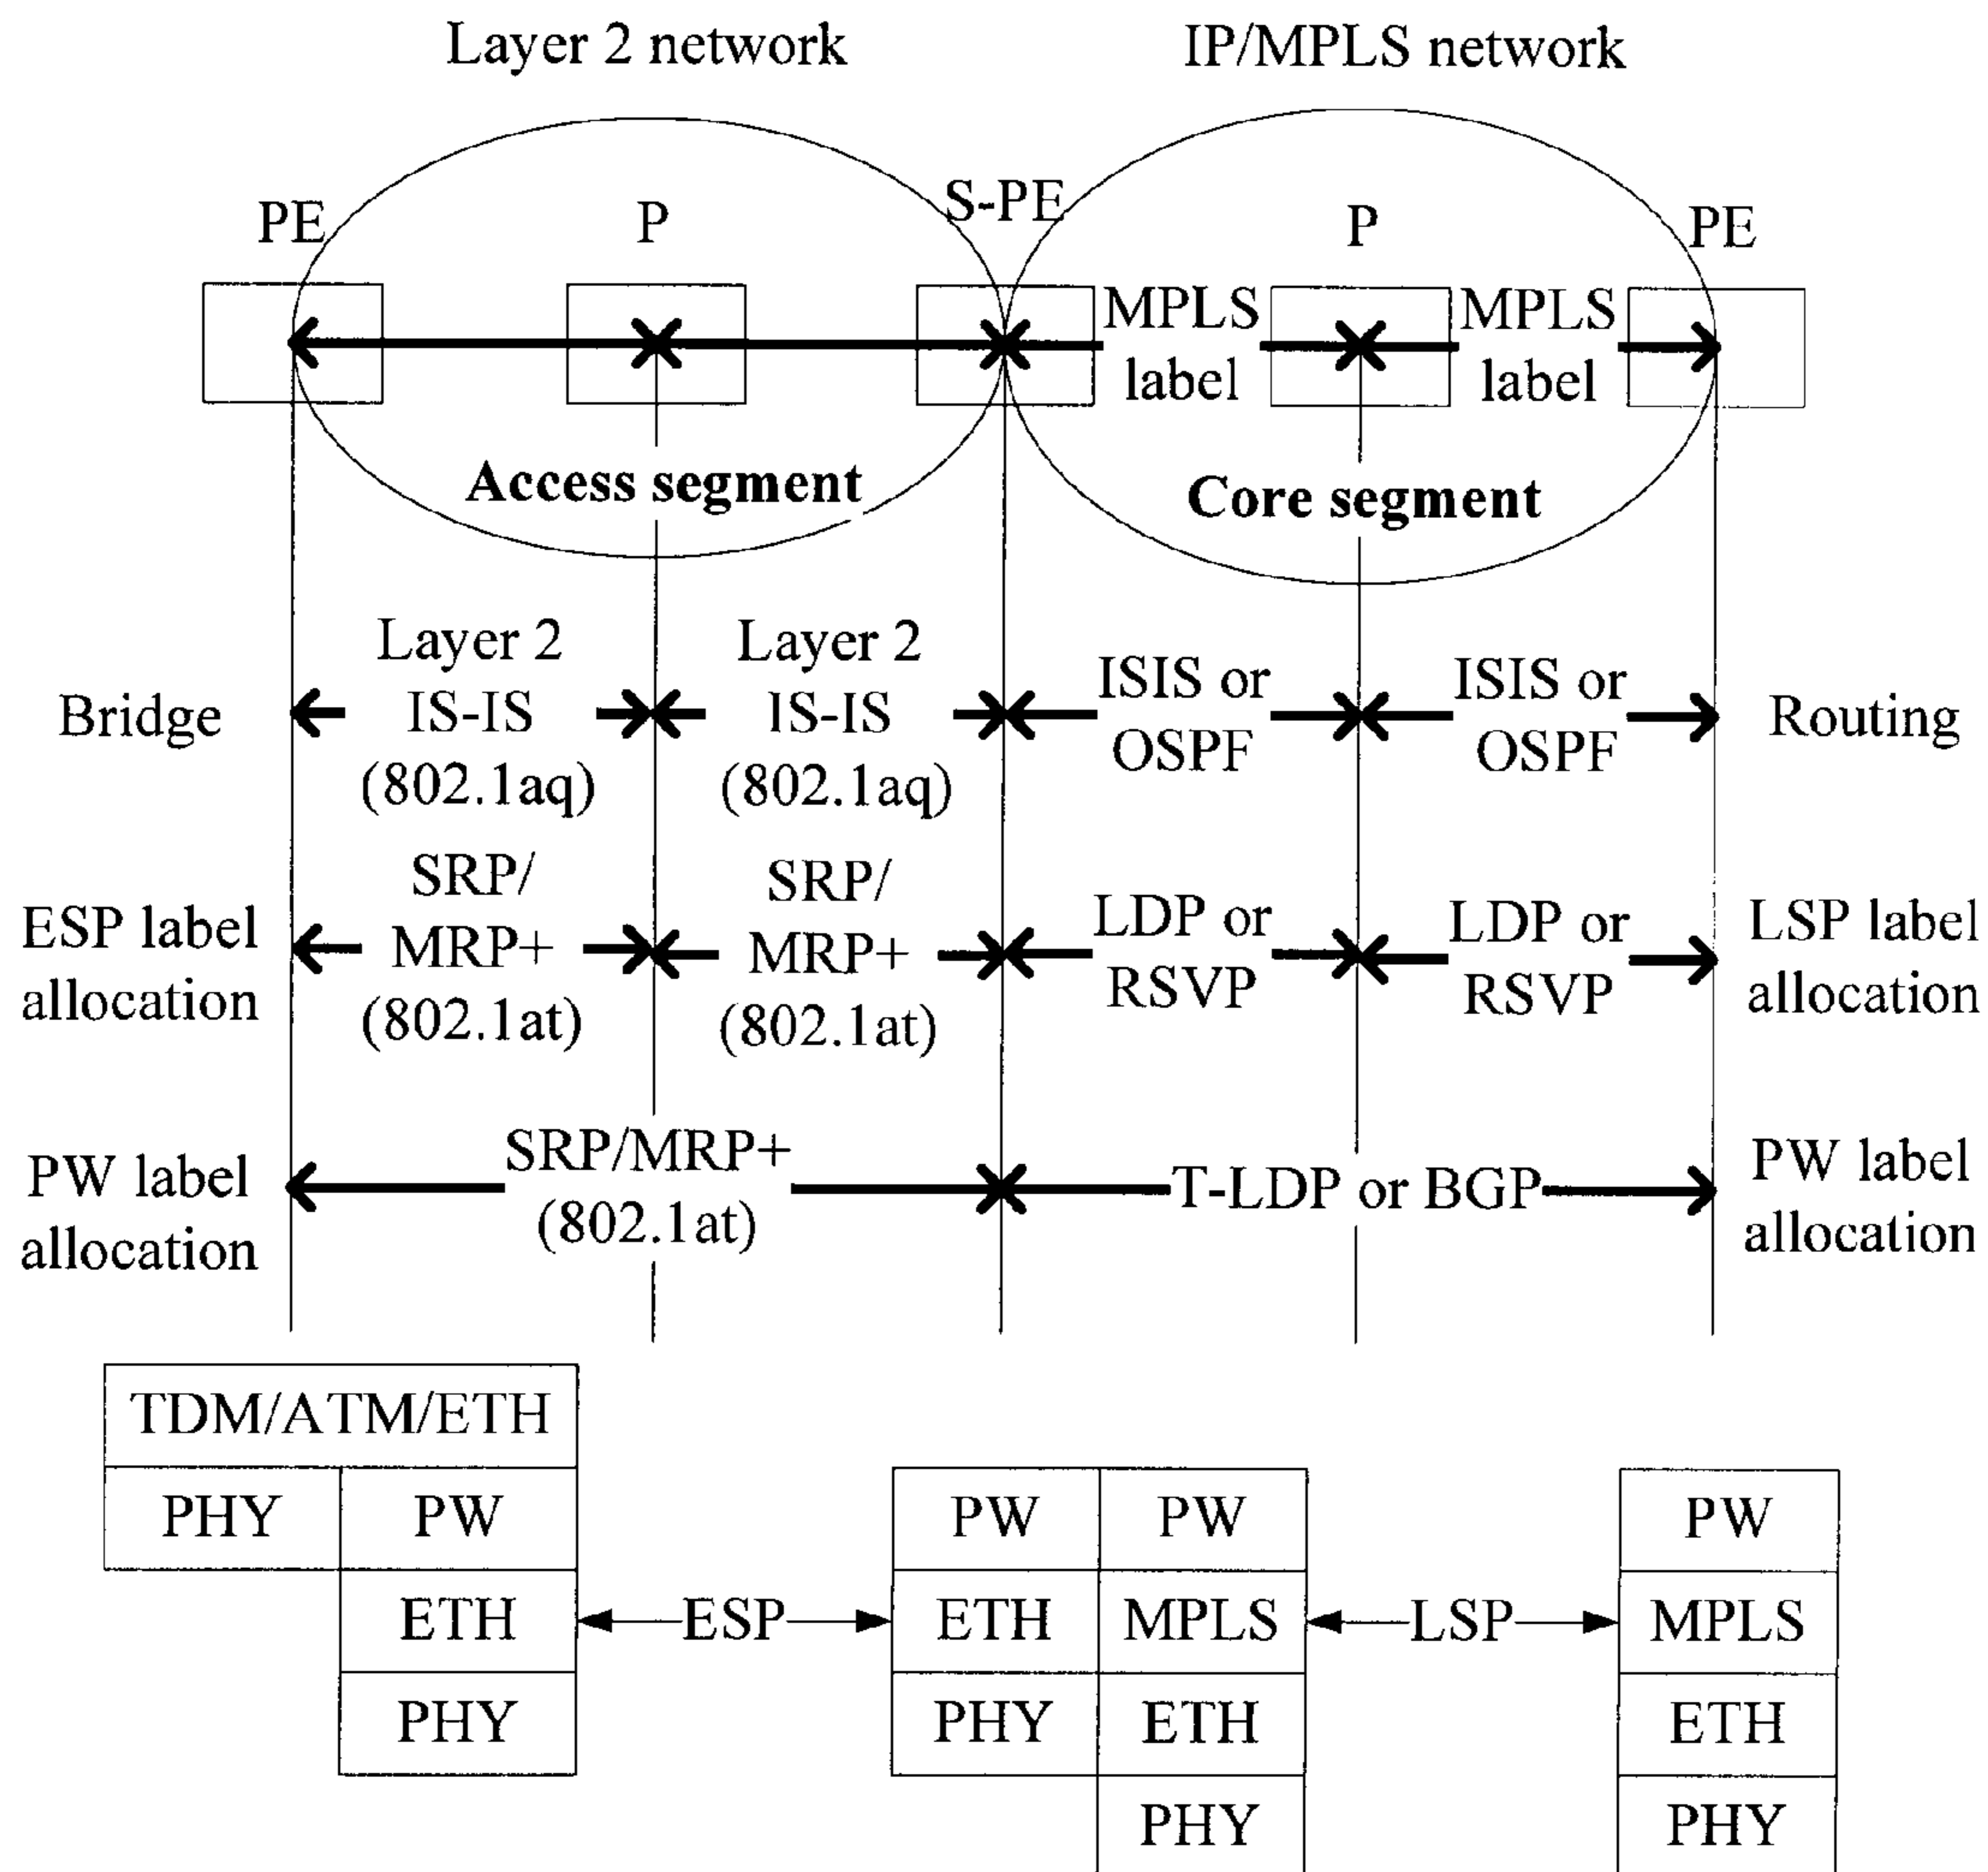 Layer 2 network
IP/MPLS network
PE
P
S-PE
P
PE
MPLS
label
MPLS
label
Access segment
Core segment
Bridge
Layer 2
IS-IS
(802.1aq)
Layer 2
IS-IS
(802.1aq)
ISIS or
OSPF
ISIS or
OSPF
Routing
ESP label
allocation
SRP/
MRP+
(802.1at)
SRP/
MRP+
(802.1at)
LDP or
RSVP
LDP or
RSVP
LSP label
allocation
PW label
allocation
SRP/MRP+
(802.1at)
T-LDP or BGP
PW label
allocation
TDM/ATM/ETH
PHY
PW
ETH
PHY
ESP
PW
PW
ETH
MPLS
PHY
ETH
PHY
LSP
PW
MPLS
ETH
PHY